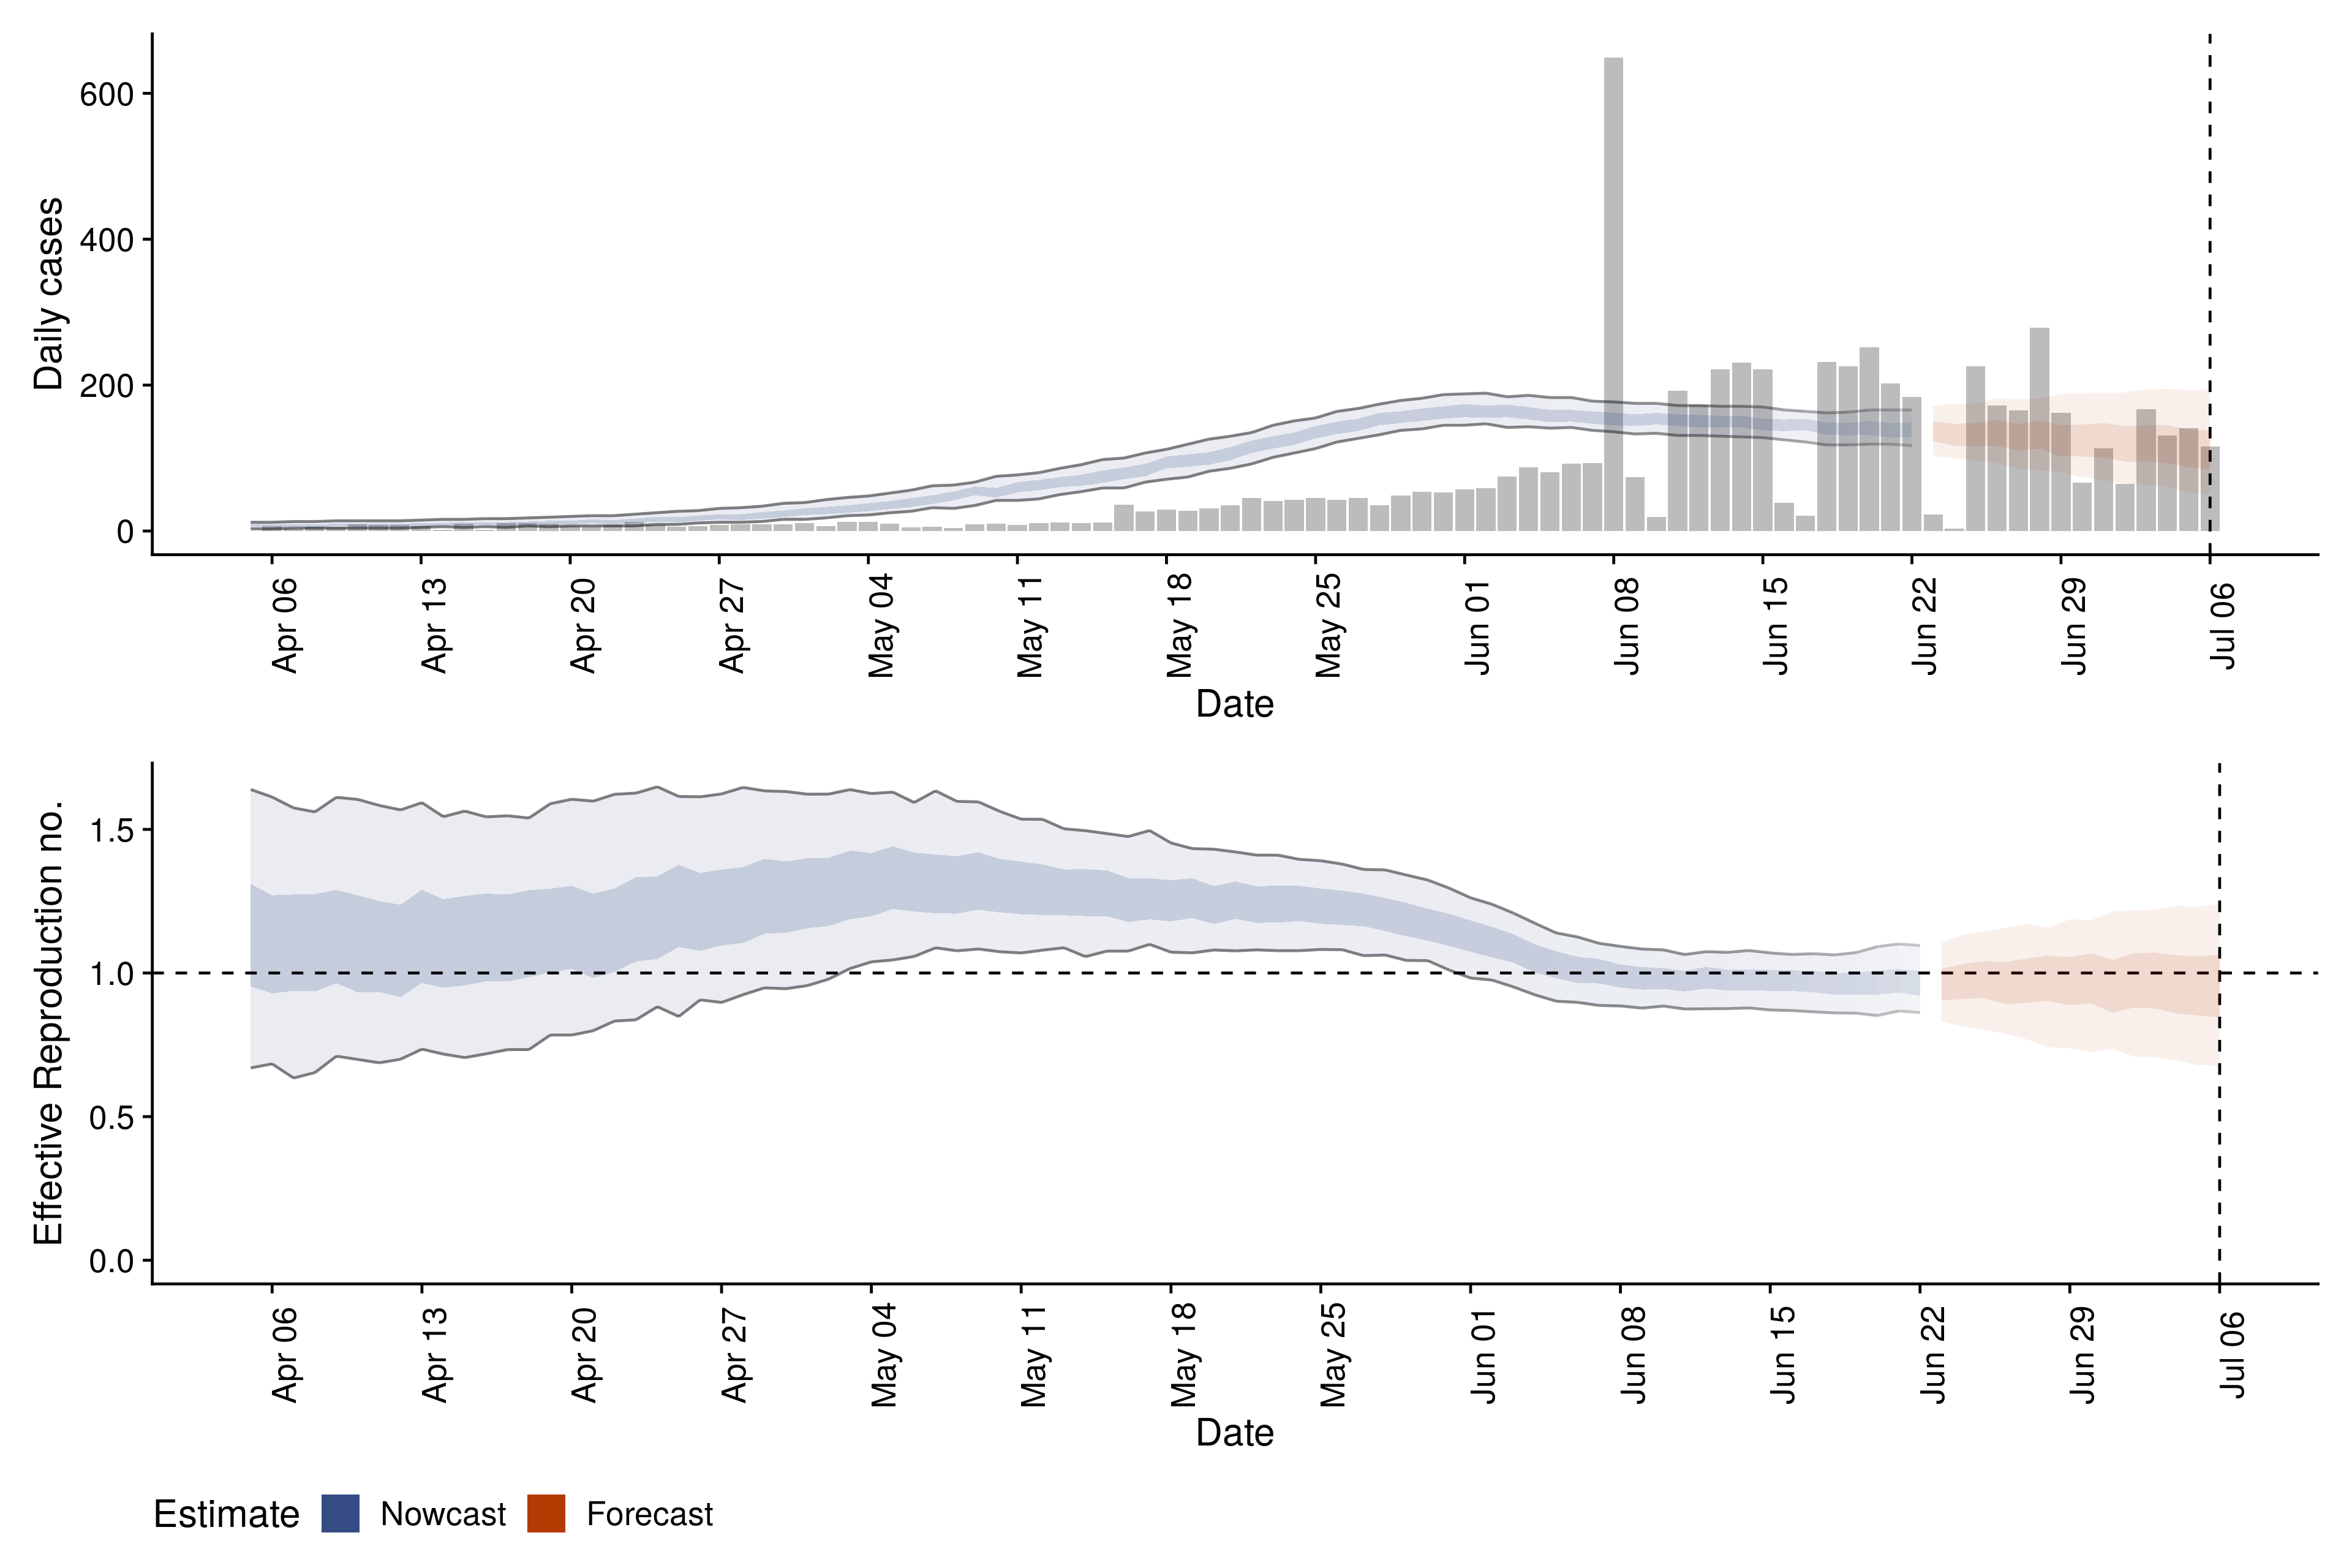 Daily cases
600
400
200
0
Apr 06
Apr 13
Apr 20
Apr 27
May 04
May 11
May 18
May 25
Jun 01
Jun 08
Jun 15
Jun 22
Jun 29
Jul 06
Date
Effective Reproduction no.
1.5
1.0
0.5
0.0
Apr 06
Apr 13
Apr 20
Apr 27
May 04
May 11
May 18
May 25
Jun 01
Jun 08
Jun 15
Jun 22
Jun 29
Jul 06
Date
Estimate Nowcast Forecast